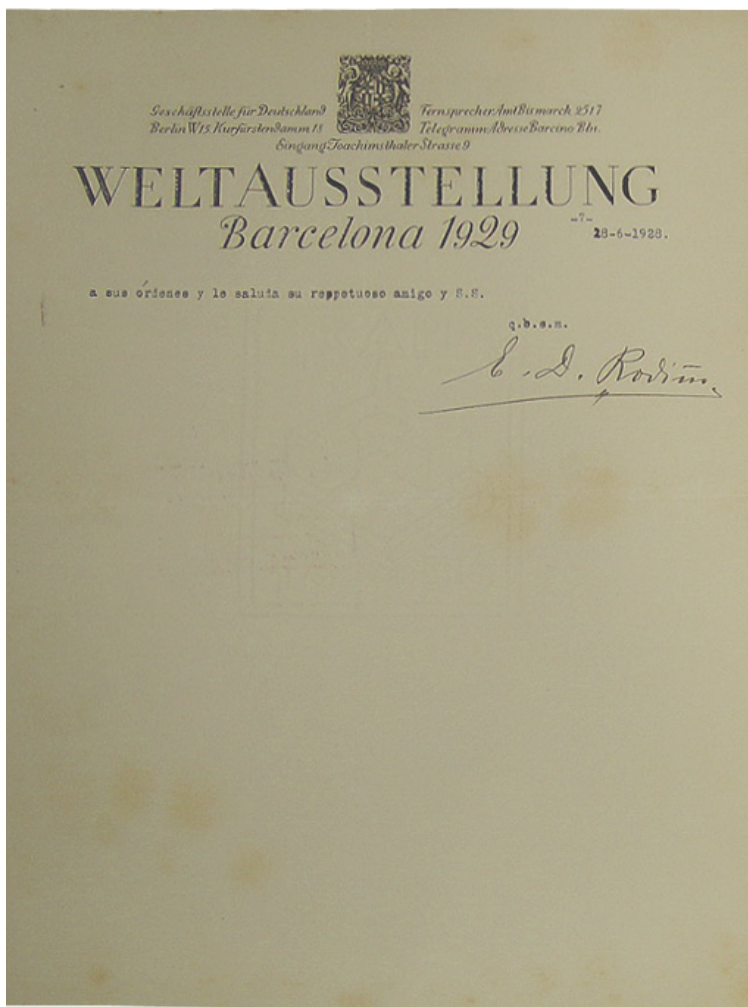 Geschäftsstelle für Deutschland
Berlin W15. Kurfürstendamm 18
Fernsprecher: Amt Bismarck 2517
Telegramm: Adresse Barcino Bln.
Eingang Joachimsthaler Strasse 9
WELTAUSSTELLUNG
Barcelona 1929
-7-
28-6-1928.
a sus órdenes y le saluda su respetuoso amigo y S.S.
q.b.s.m.
E. D.